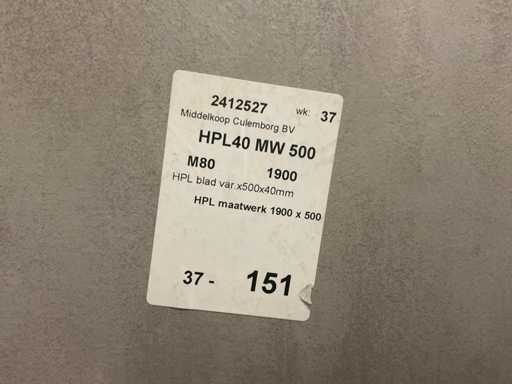 2412527 wk: 37
Middelkoop Culemborg BV
HPL40 MW 500
M80 1900
HPL blad var.x500x40mm
HPL maatwerk 1900 x 500
37 - 151